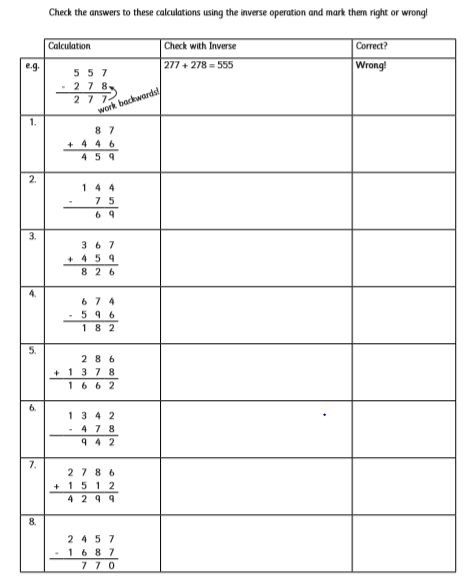 Check the answers to these calculations using the inverse operation and mark them right or wrong!
Calculation Check with Inverse Correct?
e.g. 5 5 7 277 + 278 = 555 Wrong!
- 2 7 8
2 7 7
work backwards!
1. 8 7
+ 4 4 6
4 5 9
2. 1 4 4
- 7 5
6 9
3. 3 6 7
+ 4 5 9
8 2 6
4. 6 7 4
- 5 9 6
1 8 2
5. 2 8 6
+ 1 3 7 8
1 6 6 2
6. 1 3 4 2
- 4 7 8
9 4 2
7. 2 7 8 6
+ 1 5 1 2
4 2 9 9
8. 2 4 5 7
- 1 6 8 7
7 7 0